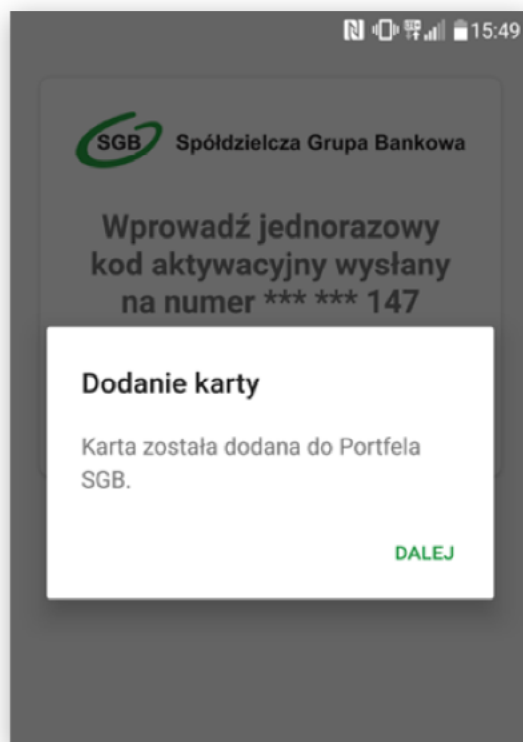 15:49
SGB Spółdzielcza Grupa Bankowa
Wprowadź jednorazowy
kod aktywacyjny wysłany
na numer *** *** 147
Dodanie karty
Karta została dodana do Portfela
SGB.
DALEJ